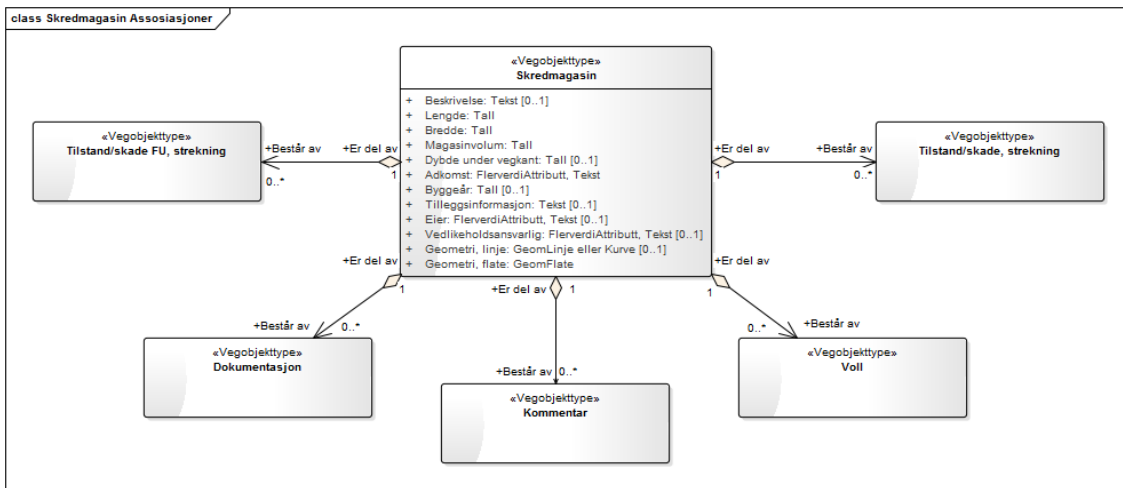 class Skredmagasin Assosiasjoner
«Vegobjekttype»
Skredmagasin
+ Beskrivelse: Tekst [0..1]
+ Lengde: Tall
+ Bredde: Tall
+ Magasinvolum: Tall
+ Dybde under vegkant: Tall [0..1]
+ Adkomst: FlerverdiAttributt, Tekst
+ Byggeår: Tall [0..1]
+ Tilleggsinformasjon: Tekst [0..1]
+ Eier: FlerverdiAttributt, Tekst [0..1]
+ Vedlikeholdsansvarlig: FlerverdiAttributt, Tekst [0..1]
+ Geometri, linje: GeomLinje eller Kurve [0..1]
+ Geometri, flate: GeomFlate
«Vegobjekttype»
Tilstand/skade FU, strekning
+Består av
0..*
+Er del av
1
+Er del av
1
+Består av
0..*
«Vegobjekttype»
Tilstand/skade, strekning
+Er del av
1
+Består av
0..*
«Vegobjekttype»
Dokumentasjon
+Er del av
1
+Består av
0..*
«Vegobjekttype»
Kommentar
+Er del av
1
0..*
+Består av
«Vegobjekttype»
Voll